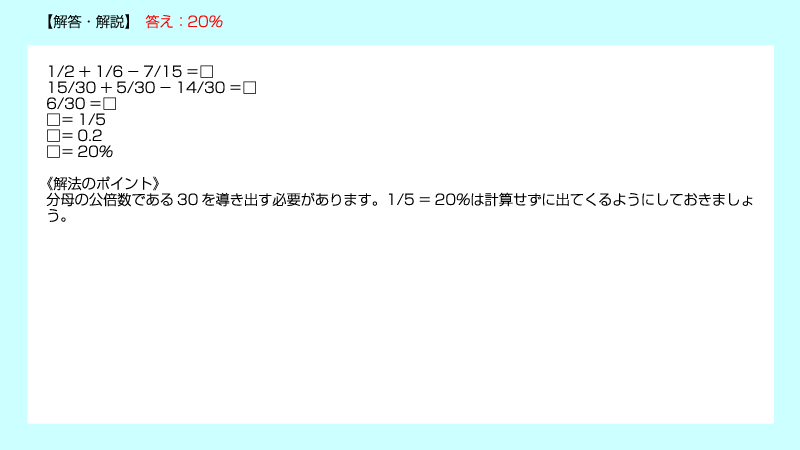 【解答・解説】 答え：20%
1/2 + 1/6 − 7/15 =□
15/30 + 5/30 − 14/30 =□
6/30 =□
□= 1/5
□= 0.2
□= 20%
《解法のポイント》
分母の公倍数である 30 を導き出す必要があります。1/5 = 20%は計算せずに出てくるようにしておきましょ
う。